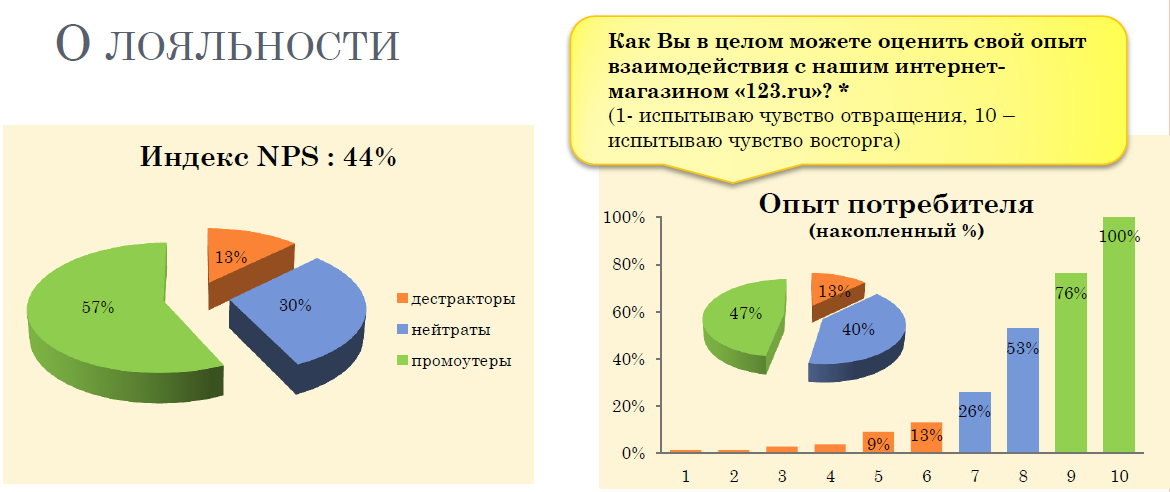 О ЛОЯЛЬНОСТИ
Как Вы в целом можете оценить свой опыт
взаимодействия с нашим интернет-
магазином «123.ru»? *
(1- испытываю чувство отвращения, 10 –
испытываю чувство восторга)
Индекс NPS : 44%
13%
30%
57%
дестракторы
нейтраты
промоутеры
Опыт потребителя
(накопленный %)
100%
80%
60%
40%
20%
0%
13%
40%
47%
9%
13%
26%
53%
76%
100%
1 2 3 4 5 6 7 8 9 10